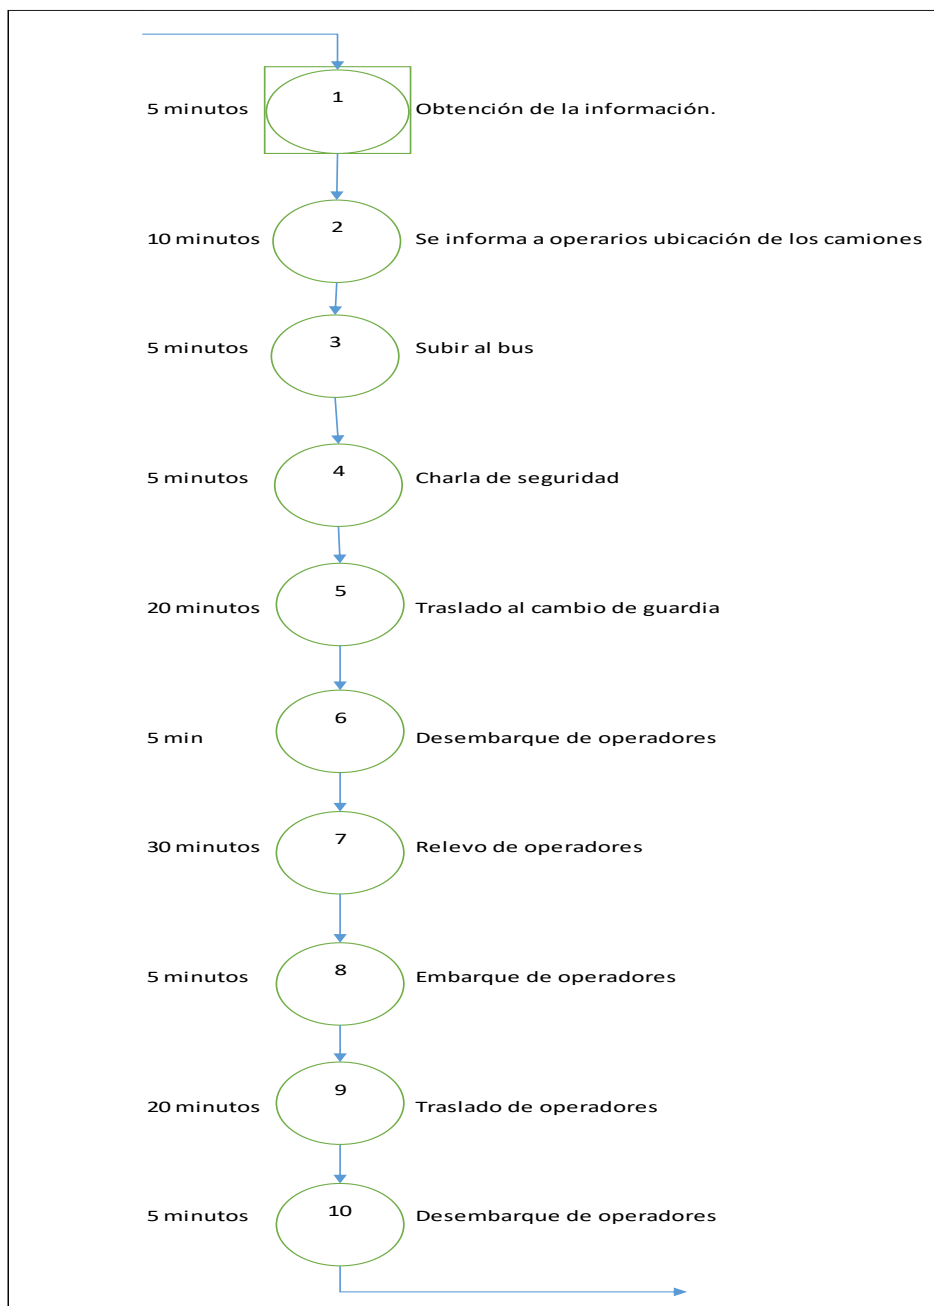 1
5 minutos Obtención de la información.
2
10 minutos Se informa a operarios ubicación de los camiones
3
5 minutos Subir al bus
4
5 minutos Charla de seguridad
5
20 minutos Traslado al cambio de guardia
6
5 min Desembarque de operadores
7
30 minutos Relevo de operadores
8
5 minutos Embarque de operadores
9
20 minutos Traslado de operadores
10
5 minutos Desembarque de operadores